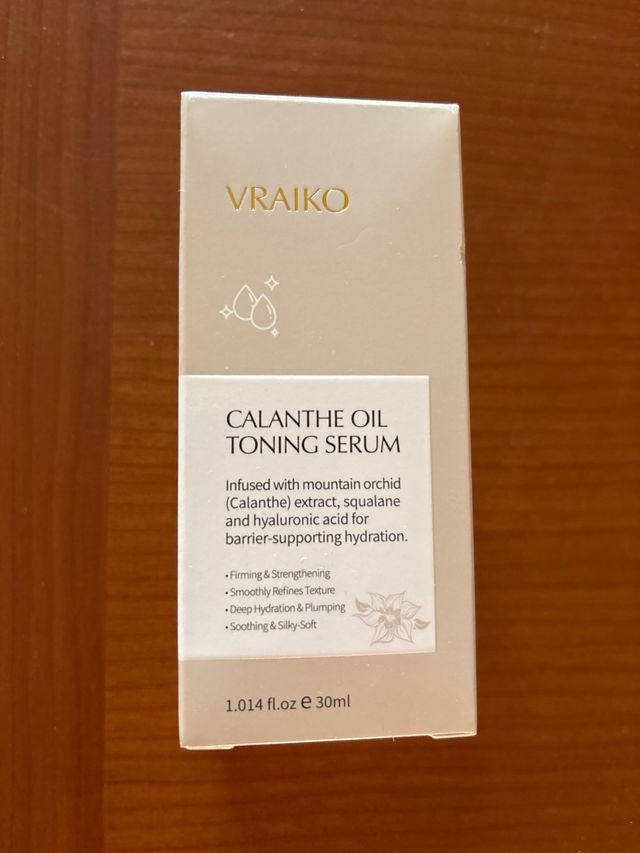 VRAIKO
CALANTHE OIL
TONING SERUM
Infused with mountain orchid
(Calanthe) extract, squalane
and hyaluronic acid for
barrier-supporting hydration.
• Firming & Strengthening
• Smoothly Refines Texture
• Deep Hydration & Plumping
• Soothing & Silky-Soft
1.014 fl.oz ℮ 30ml